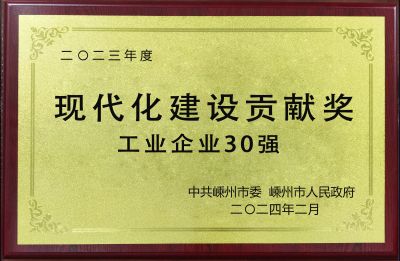 二〇二三年度
现代化建设贡献奖
工业企业30强
中共嵊州市委 嵊州市人民政府
二〇二四年二月